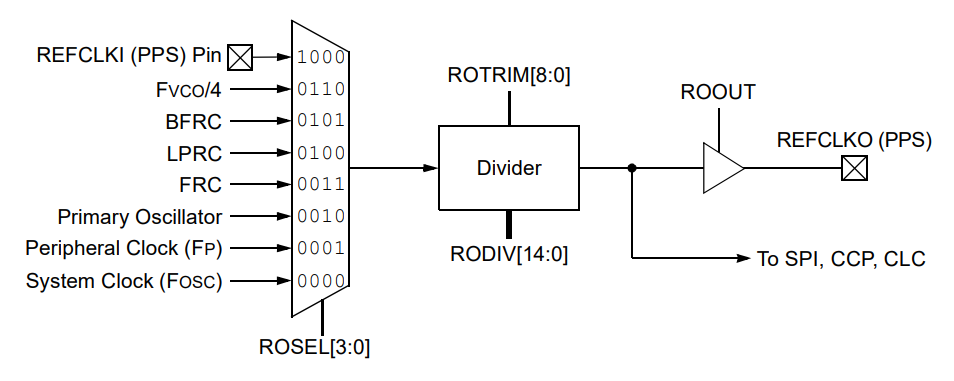 REFCLKI (PPS) Pin
1000
FVCO/4
0110
BFRC
0101
LPRC
0100
FRC
0011
Primary Oscillator
0010
Peripheral Clock (FP)
0001
System Clock (FOSC)
0000
ROSEL[3:0]
ROTRIM[8:0]
Divider
RODIV[14:0]
ROOUT
REFCLKO (PPS)
To SPI, CCP, CLC